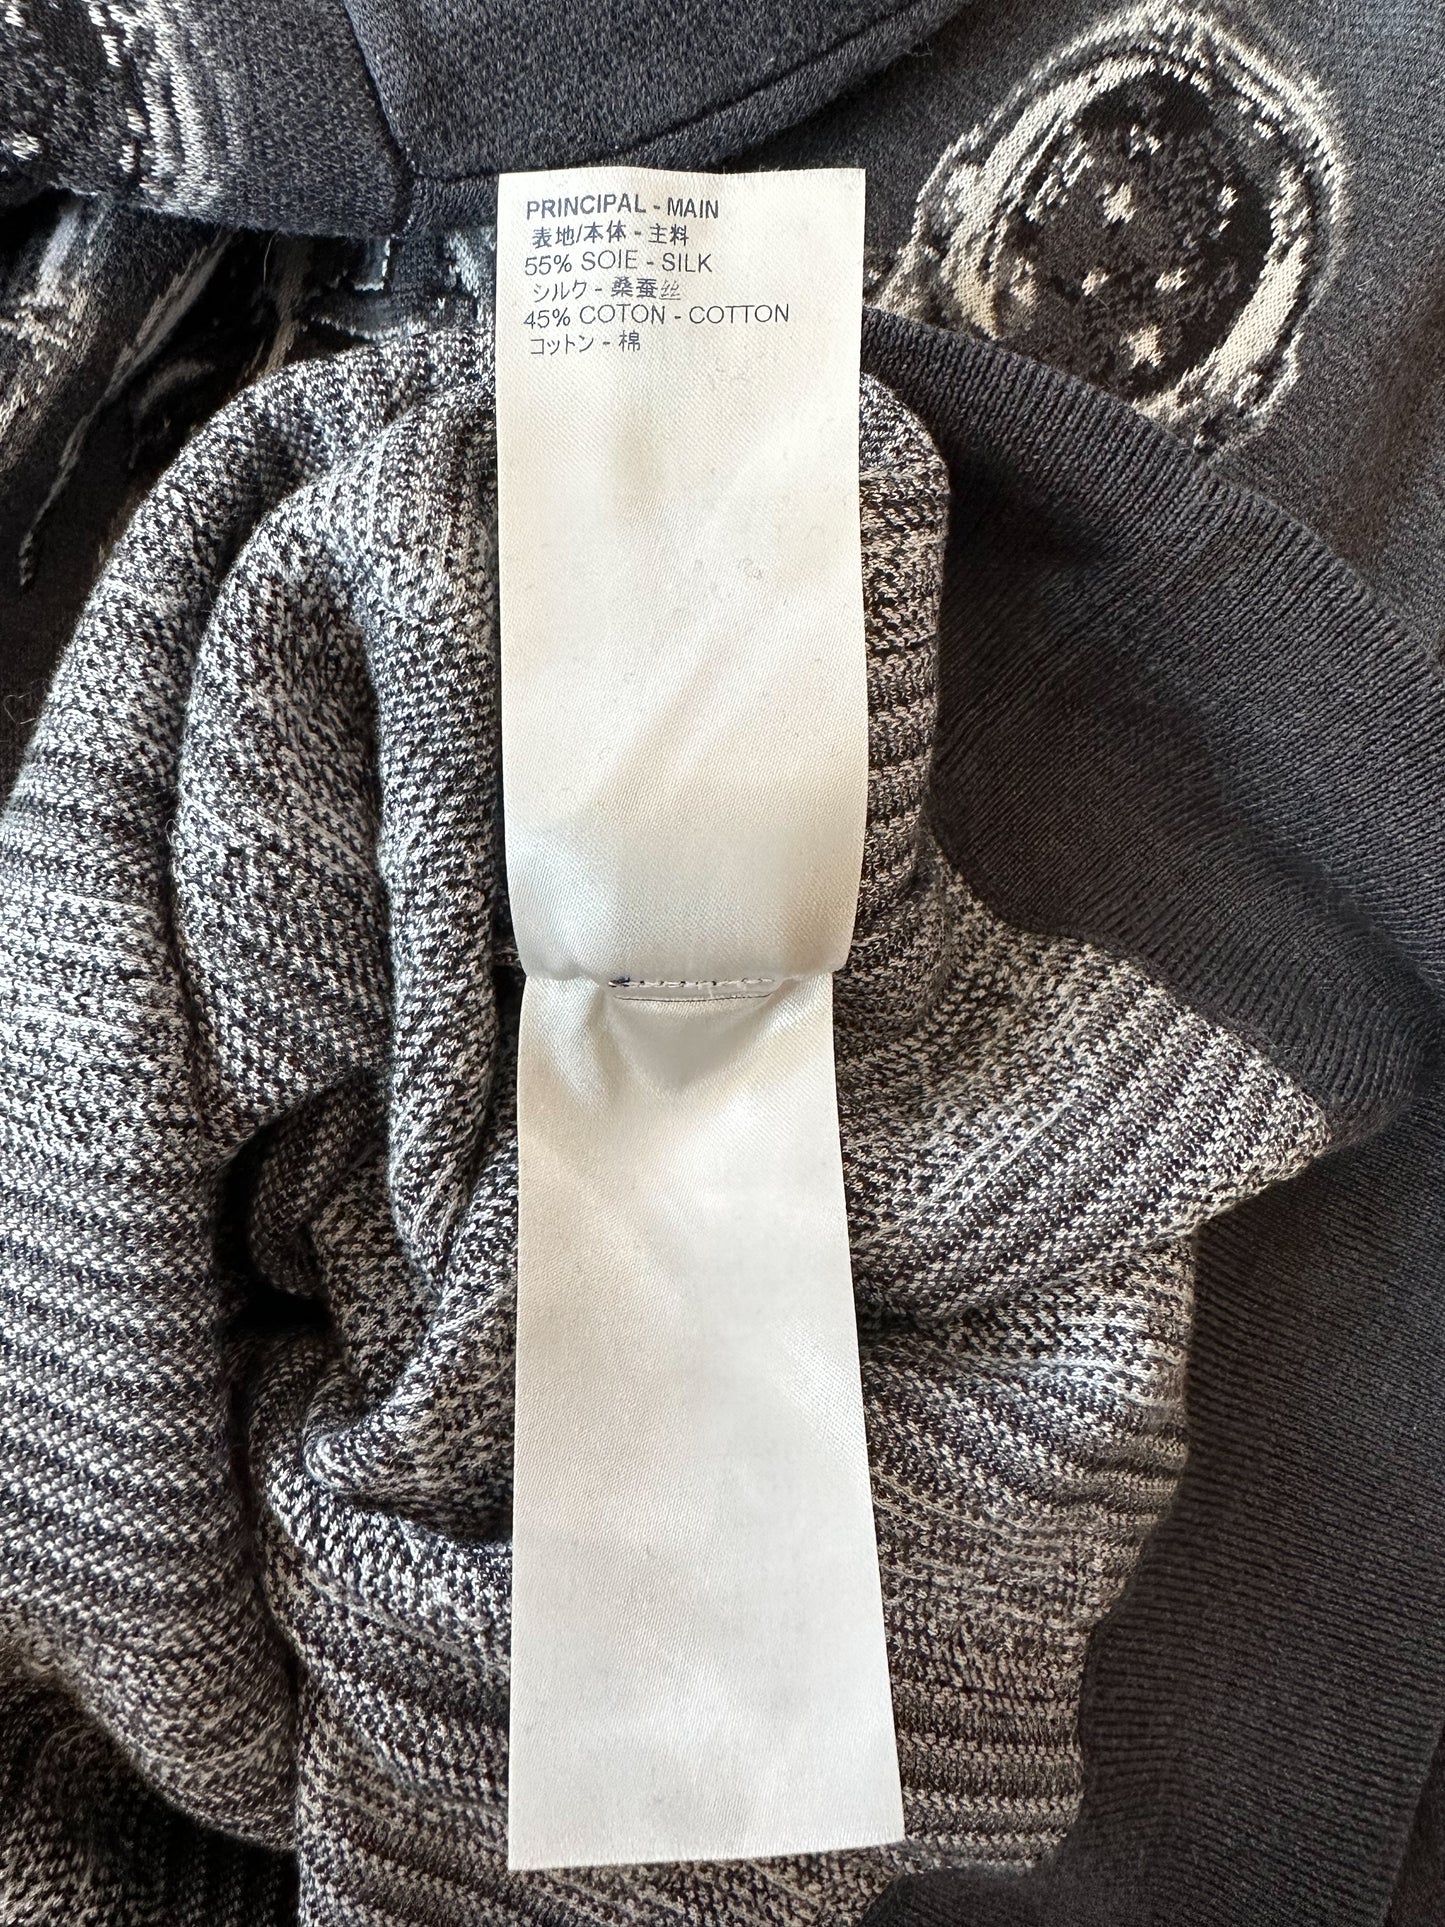 PRINCIPAL - MAIN
表地/本体 - 主料
55% SOIE - SILK
シルク - 桑蚕丝
45% COTON - COTTON
コットン - 棉